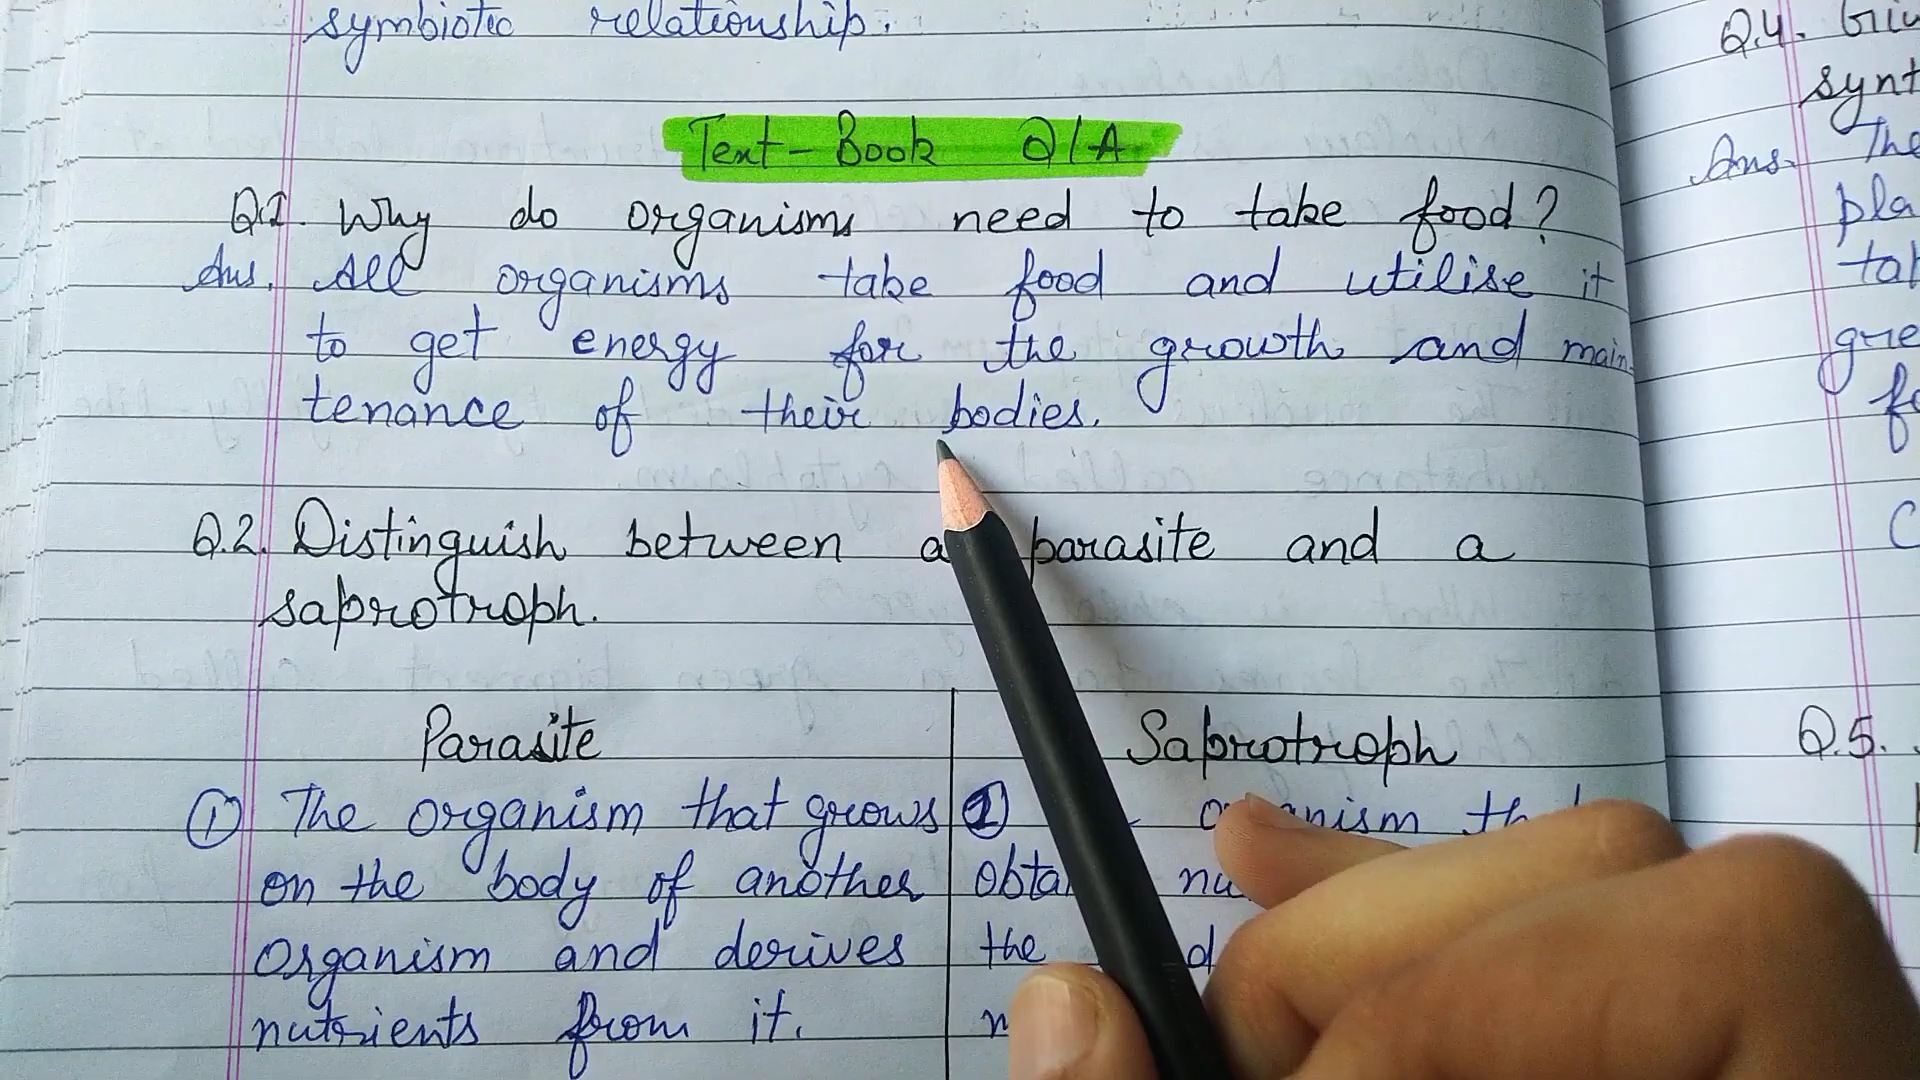 symbiotic relationship.
Text-Book Q/A
Q.1. Why do organisms need to take food?
Ans. All organisms take food and utilise it
to get energy for the growth and main
tenance of their bodies.
Q.2. Distinguish between a parasite and a
saprotroph.
Parasite
① The organism that grows
on the body of another
organism and derives
nutrients from it.
Saprotroph
①
the
Q.4.
Ans. The
Q.5.